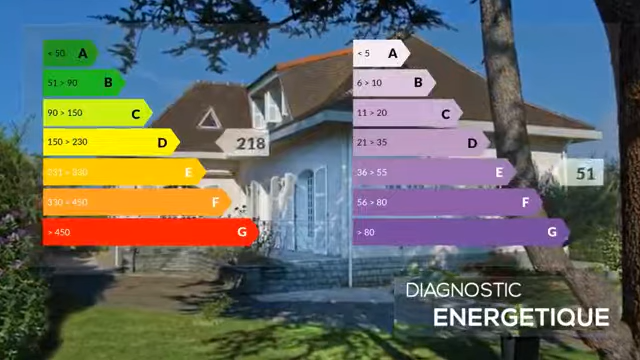 < 50 A
51 > 90 B
90 > 150 C
150 > 230 D
218
231 > 330 E
330 < 450 F
> 450 G
< 5 A
6 > 10 B
11 > 20 C
21 > 35 D
36 > 55 E
51
56 > 80 F
> 80 G
DIAGNOSTIC
ENERGETIQUE